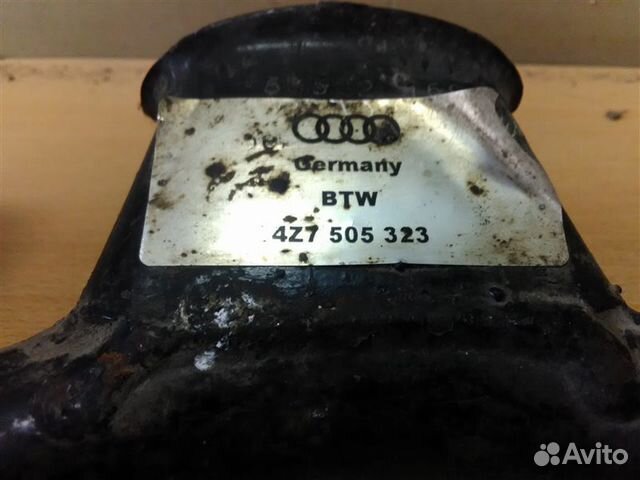 Germany
BTW
4Z7 505 323
Avito